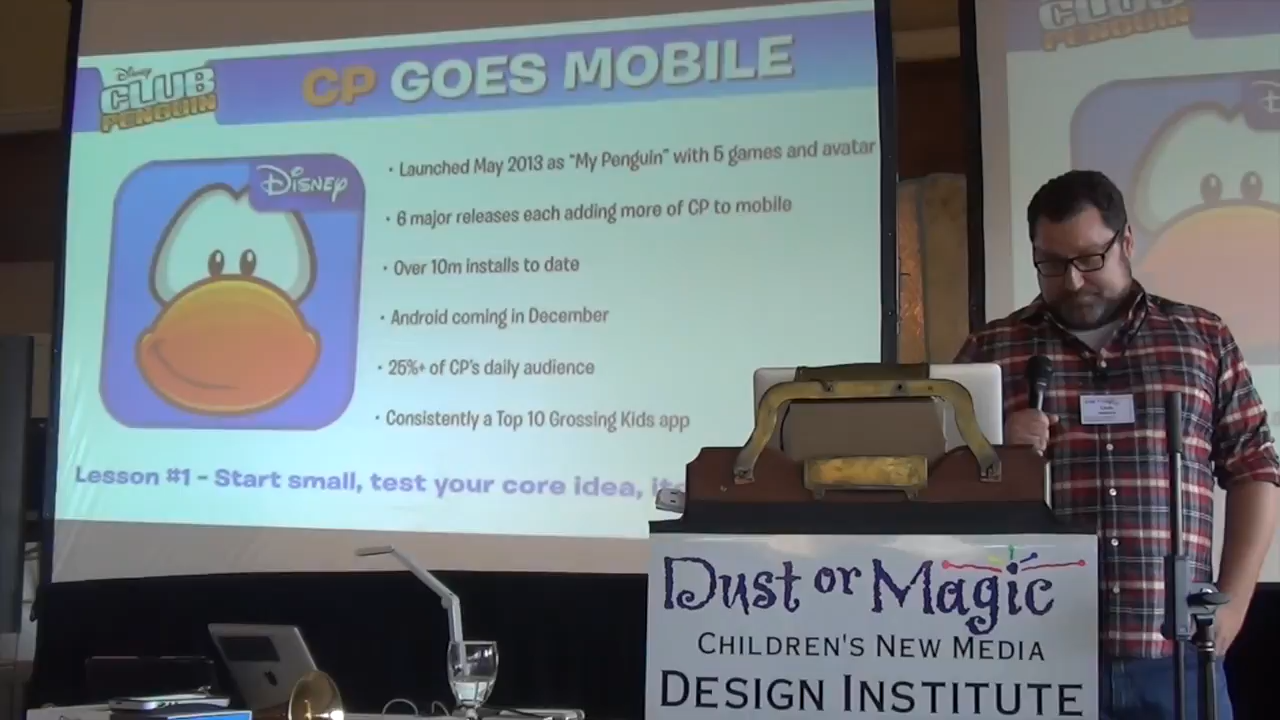 Disney
CLUB
PENGUIN
CP GOES MOBILE
DISNEY
• Launched May 2013 as "My Penguin" with 5 games and avatar
• 6 major releases each adding more of CP to mobile
• Over 10m installs to date
• Android coming in December
• 25%+ of CP's daily audience
• Consistently a Top 10 Grossing Kids app
Lesson #1 - Start small, test your core idea,
CLUB
PENGUIN
Dust or Magic
CHILDREN'S NEW MEDIA
DESIGN INSTITUTE